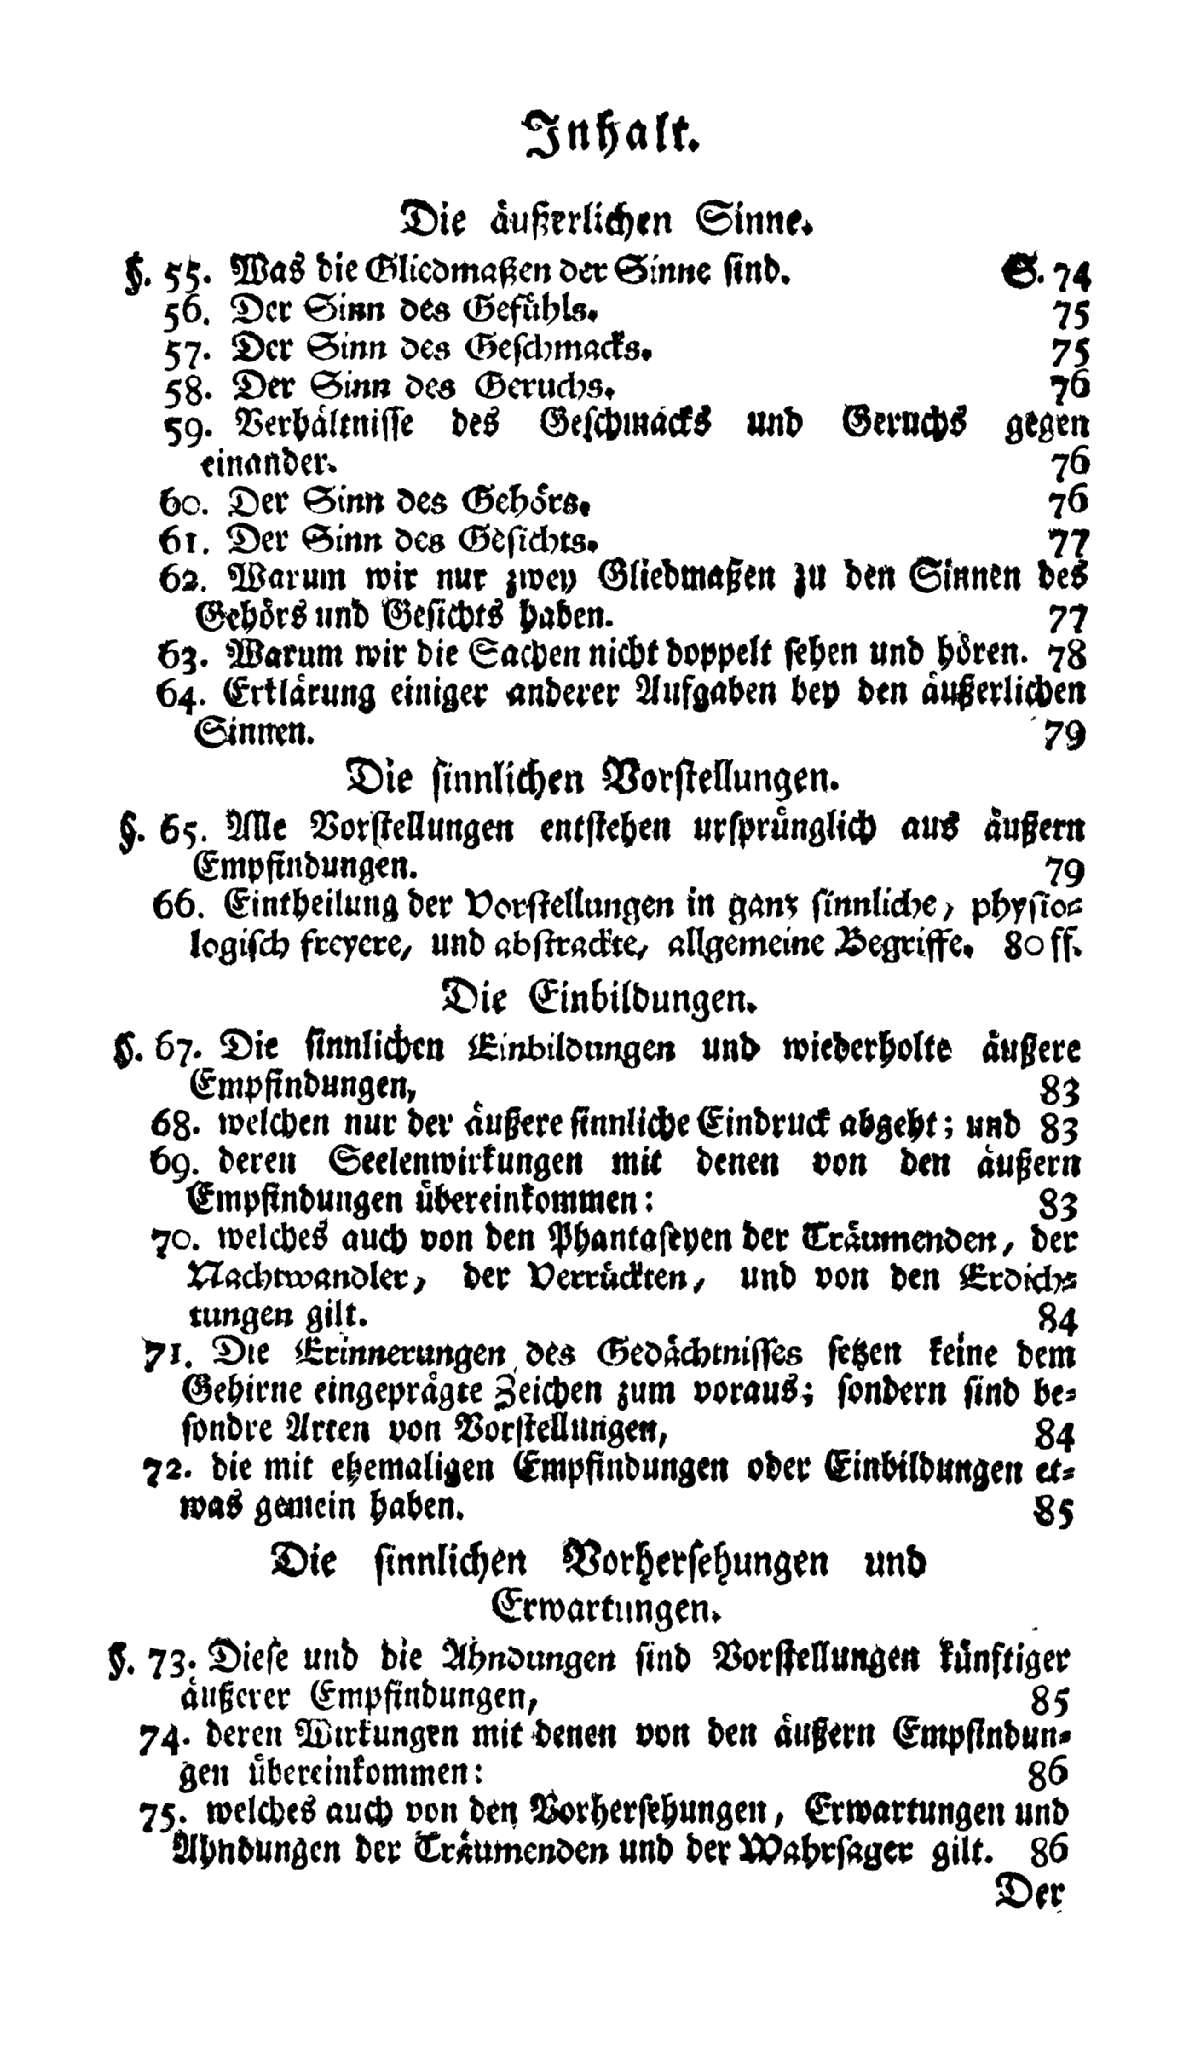 Inhalt.
Die äußerlichen Sinne.
§. 55. Was die Gliedmaßen der Sinne sind. S. 74
56. Der Sinn des Gefühls. 75
57. Der Sinn des Geschmacks. 75
58. Der Sinn des Geruchs. 76
59. Verhältnisse des Geschmacks und Geruchs gegen
einander. 76
60. Der Sinn des Gehörs. 76
61. Der Sinn des Gesichts. 77
62. Warum wir nur zwey Gliedmaßen zu den Sinnen des
Gehörs und Gesichts haben. 77
63. Warum wir die Sachen nicht doppelt sehen und hören. 78
64. Erklärung einiger anderer Aufgaben bey den äußerlichen
Sinnen. 79
Die sinnlichen Vorstellungen.
§. 65. Alle Vorstellungen entstehen ursprünglich aus äußern
Empfindungen. 79
66. Eintheilung der Vorstellungen in ganz sinnliche, physio-
logisch freyere, und abstrackte, allgemeine Begriffe. 80 ff.
Die Einbildungen.
§. 67. Die sinnlichen Einbildungen und wiederholte äußere
Empfindungen, 83
68. welchen nur der äußere sinnliche Eindruck abgeht; und 83
69. deren Seelenwirkungen mit denen von den äußern
Empfindungen übereinkommen: 83
70. welches auch von den Phantaseyen der Träumenden, der
Nachtwandler, der Verrückten, und von den Erdich-
tungen gilt. 84
71. Die Erinnerungen des Gedächtnisses setzen keine dem
Gehirne eingeprägte Zeichen zum voraus; sondern sind be-
sondre Arten von Vorstellungen, 84
72. die mit ehemaligen Empfindungen oder Einbildungen et-
was gemein haben. 85
Die sinnlichen Vorhersehungen und
Erwartungen.
§. 73. Diese und die Ahndungen sind Vorstellungen künftiger
äußerer Empfindungen, 85
74. deren Wirkungen mit denen von den äußern Empfindun-
gen übereinkommen: 86
75. welches auch von den Vorhersehungen, Erwartungen und
Ahndungen der Träumenden und der Wahrsager gilt. 86
Der